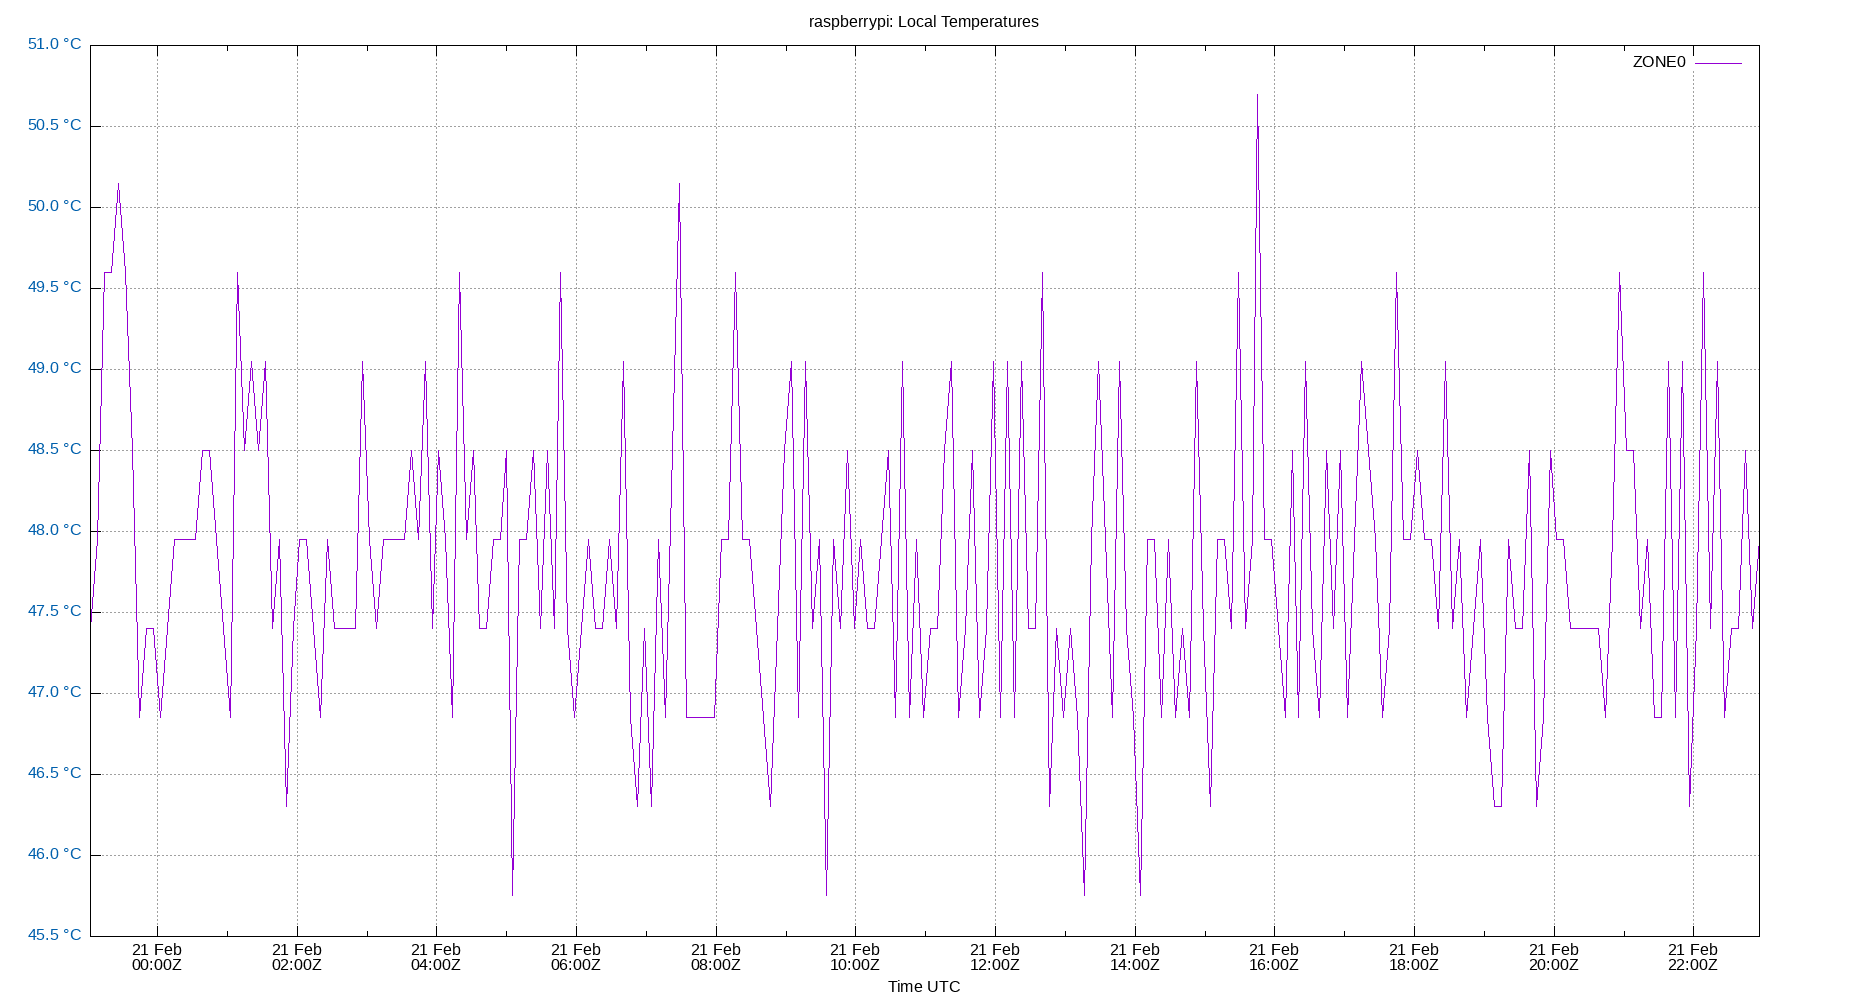 raspberrypi: Local Temperatures
51.0 °C
ZONE0
50.5 °C
50.0 °C
49.5 °C
49.0 °C
48.5 °C
48.0 °C
47.5 °C
47.0 °C
46.5 °C
46.0 °C
45.5 °C
21 Feb 21 Feb 21 Feb 21 Feb 21 Feb 21 Feb 21 Feb 21 Feb 21 Feb 21 Feb 21 Feb 21 Feb
00:00Z 02:00Z 04:00Z 06:00Z 08:00Z 10:00Z 12:00Z 14:00Z 16:00Z 18:00Z 20:00Z 22:00Z
Time UTC